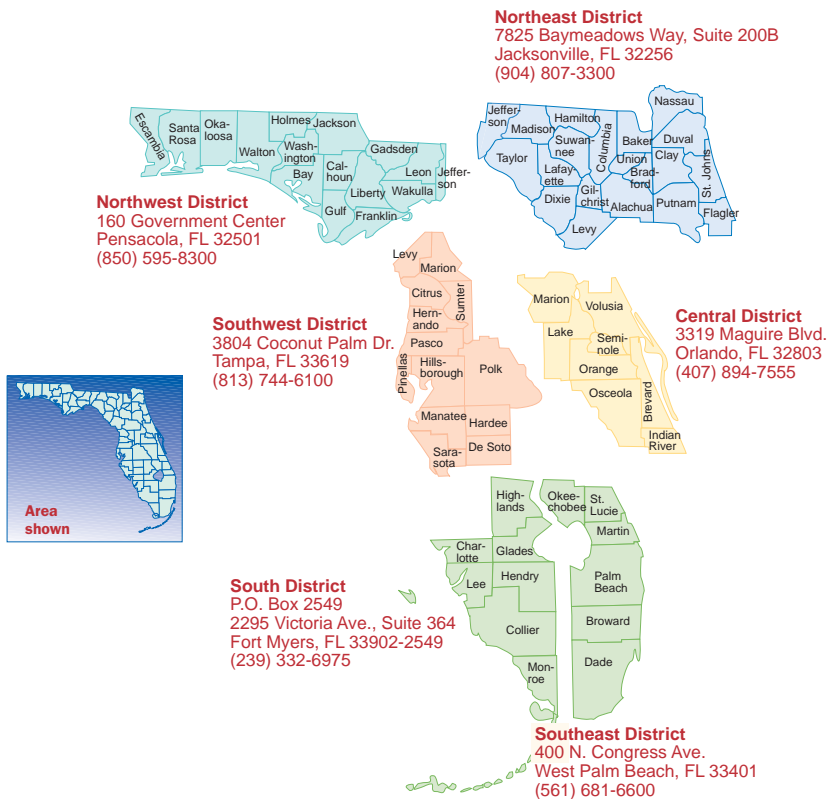 Northeast District
7825 Baymeadows Way, Suite 200B
Jacksonville, FL 32256
(904) 807-3300
Escambia
Santa
Rosa
Oka-
loosa
Walton
Holmes
Jackson
Wash-
ington
Bay
Cal-
houn
Gulf
Liberty
Franklin
Gadsden
Leon
Wakulla
Jeffer-
son
Jeffer-
son
Madison
Taylor
Hamilton
Suwan-
nee
Lafay-
ette
Dixie
Columbia
Gil-
christ
Levy
Baker
Union
Brad-
ford
Alachua
Nassau
Duval
Clay
St. Johns
Putnam
Flagler
Northwest District
160 Government Center
Pensacola, FL 32501
(850) 595-8300
Levy
Marion
Citrus
Sumter
Her-
nando
Pasco
Pinellas
Hills-
borough
Polk
Manatee
Hardee
Sara-
sota
De Soto
Southwest District
3804 Coconut Palm Dr.
Tampa, FL 33619
(813) 744-6100
Marion
Volusia
Lake
Semi-
nole
Orange
Osceola
Brevard
Indian
River
Central District
3319 Maguire Blvd.
Orlando, FL 32803
(407) 894-7555
Area
shown
High-
lands
Okee-
chobee
St.
Lucie
Martin
Char-
lotte
Glades
Lee
Hendry
Palm
Beach
Collier
Broward
Mon-
roe
Dade
South District
P.O. Box 2549
2295 Victoria Ave., Suite 364
Fort Myers, FL 33902-2549
(239) 332-6975
Southeast District
400 N. Congress Ave.
West Palm Beach, FL 33401
(561) 681-6600